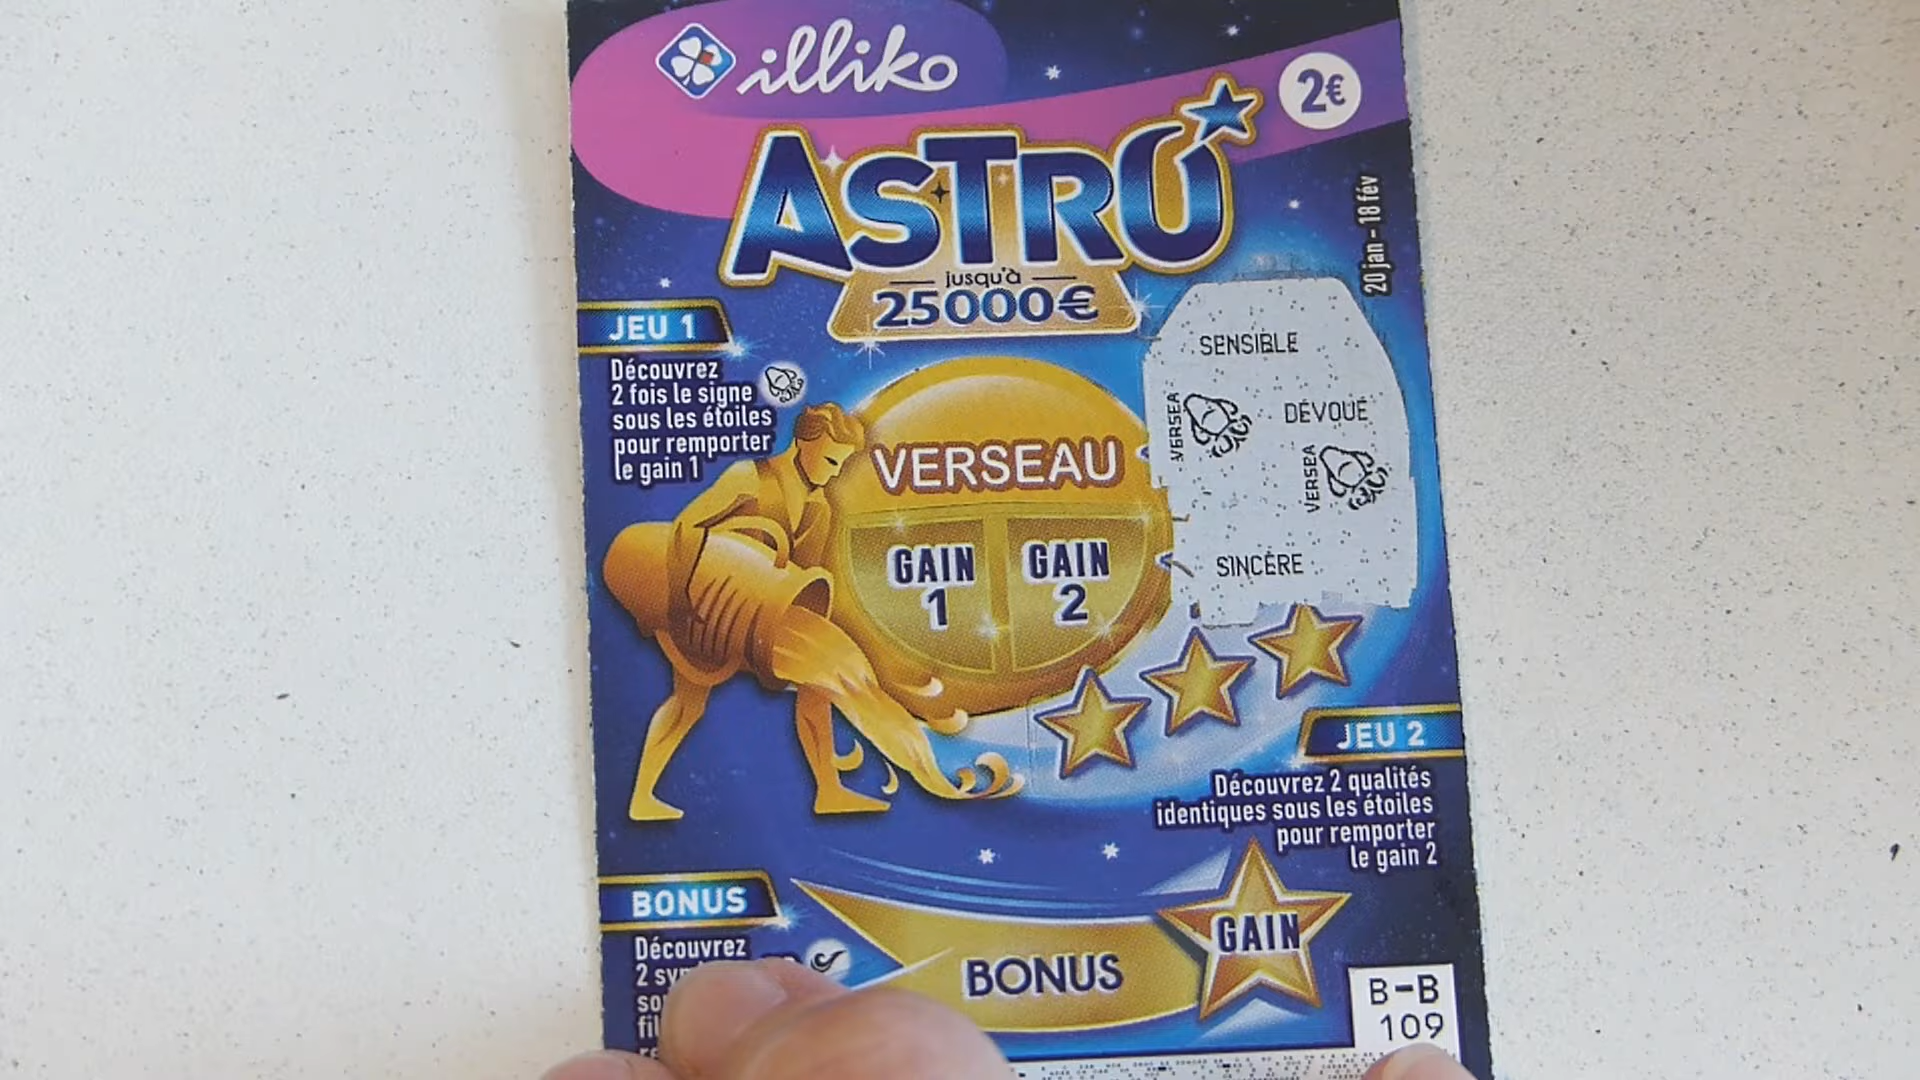 illiko
2€
ASTRO
jusqu'à
25000€
20 jan - 18 fév
JEU 1
Découvrez
2 fois le signe
sous les étoiles
pour remporter
le gain 1
SENSIBLE
VERSEA
DÉVOUÉ
VERSEA
SINCÈRE
VERSEAU
GAIN
1
GAIN
2
JEU 2
Découvrez 2 qualités
identiques sous les étoiles
pour remporter
le gain 2
BONUS
Découvrez
2
BONUS
GAIN
B-B
109